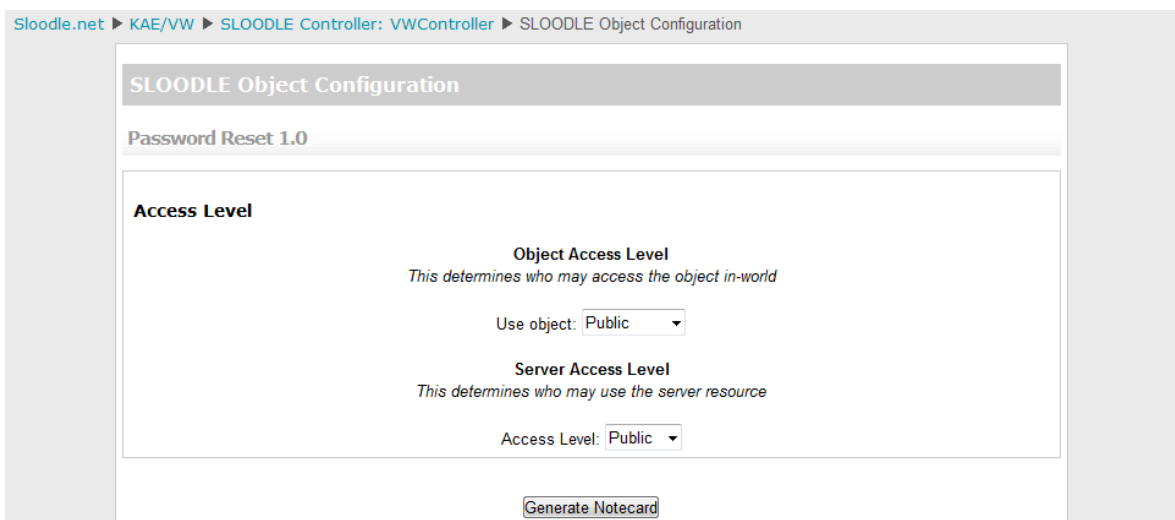 Sloodle.net ▶ KAE/VW ▶ SLOODLE Controller: VWController ▶ SLOODLE Object Configuration
SLOODLE Object Configuration
Password Reset 1.0
Access Level
Object Access Level
This determines who may access the object in-world
Use object: Public
Server Access Level
This determines who may use the server resource
Access Level: Public
Generate Notecard